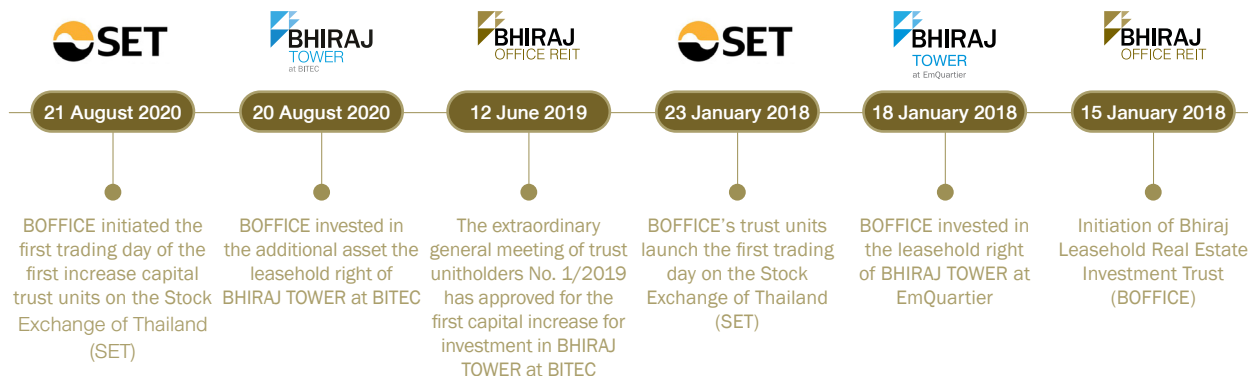 SET
BHIRAJ
TOWER
at BITEC
BHIRAJ
OFFICE REIT
SET
BHIRAJ
TOWER
at EmQuartier
BHIRAJ
OFFICE REIT
21 August 2020
20 August 2020
12 June 2019
23 January 2018
18 January 2018
15 January 2018
BOFFICE initiated the
first trading day of the
first increase capital
trust units on the Stock
Exchange of Thailand
(SET)
BOFFICE invested in
the additional asset the
leasehold right of
BHIRAJ TOWER at BITEC
The extraordinary
general meeting of trust
unitholders No. 1/2019
has approved for the
first capital increase for
investment in BHIRAJ
TOWER at BITEC
BOFFICE's trust units
launch the first trading
day on the Stock
Exchange of Thailand
(SET)
BOFFICE invested in
the leasehold right
of BHIRAJ TOWER at
EmQuartier
Initiation of Bhiraj
Leasehold Real Estate
Investment Trust
(BOFFICE)